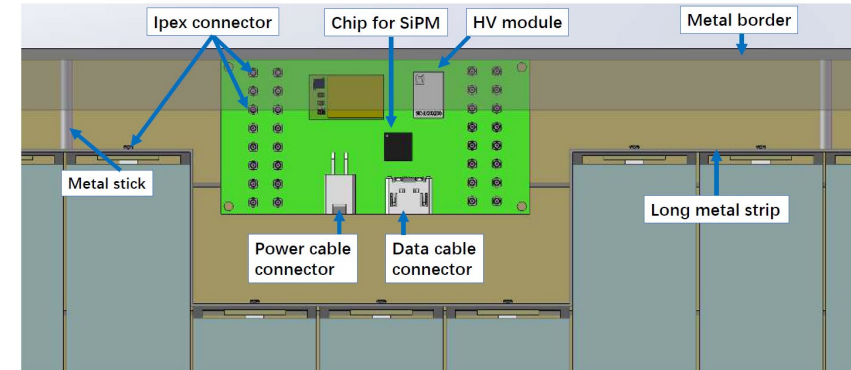 Ipex connector
Chip for SiPM
HV module
Metal border
Metal stick
Long metal strip
Power cable
connector
Data cable
connector